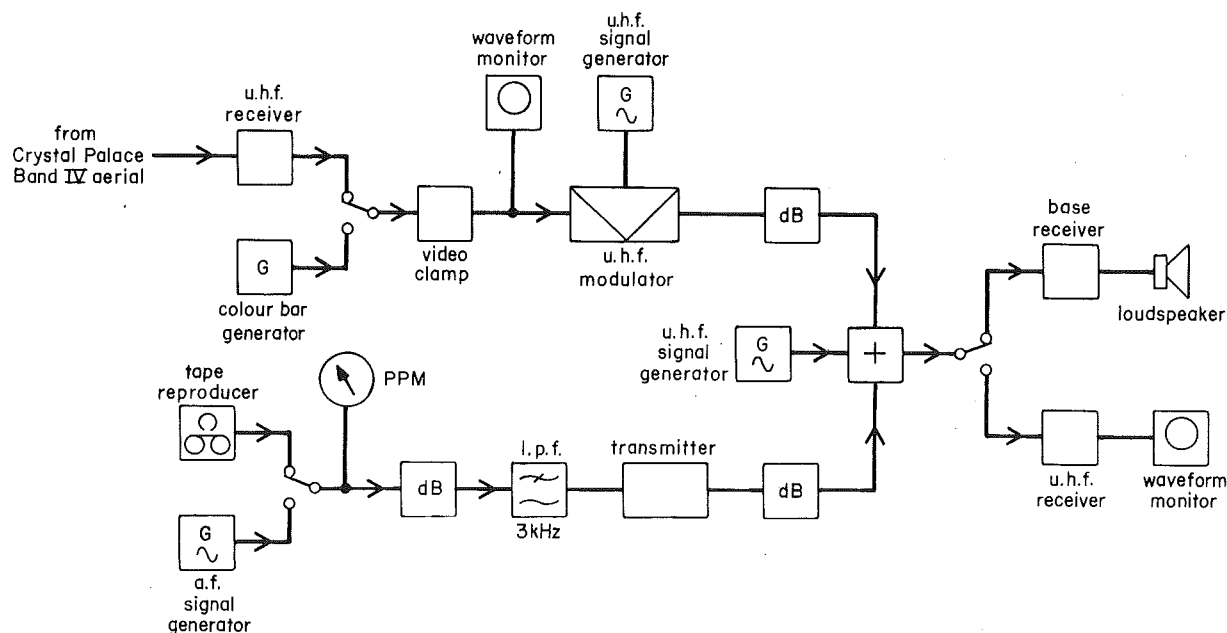 u.h.f.
signal
generator
waveform
monitor
G
u.h.f.
receiver
from
Crystal Palace
Band IV aerial
dB
base
receiver
video
clamp
u.h.f.
modulator
G
colour bar
generator
loudspeaker
u.h.f.
signal
generator
G
+
tape
reproducer
PPM
l.p.f.
transmitter
dB
dB
3kHz
u.h.f.
receiver
waveform
monitor
G
a.f.
signal
generator